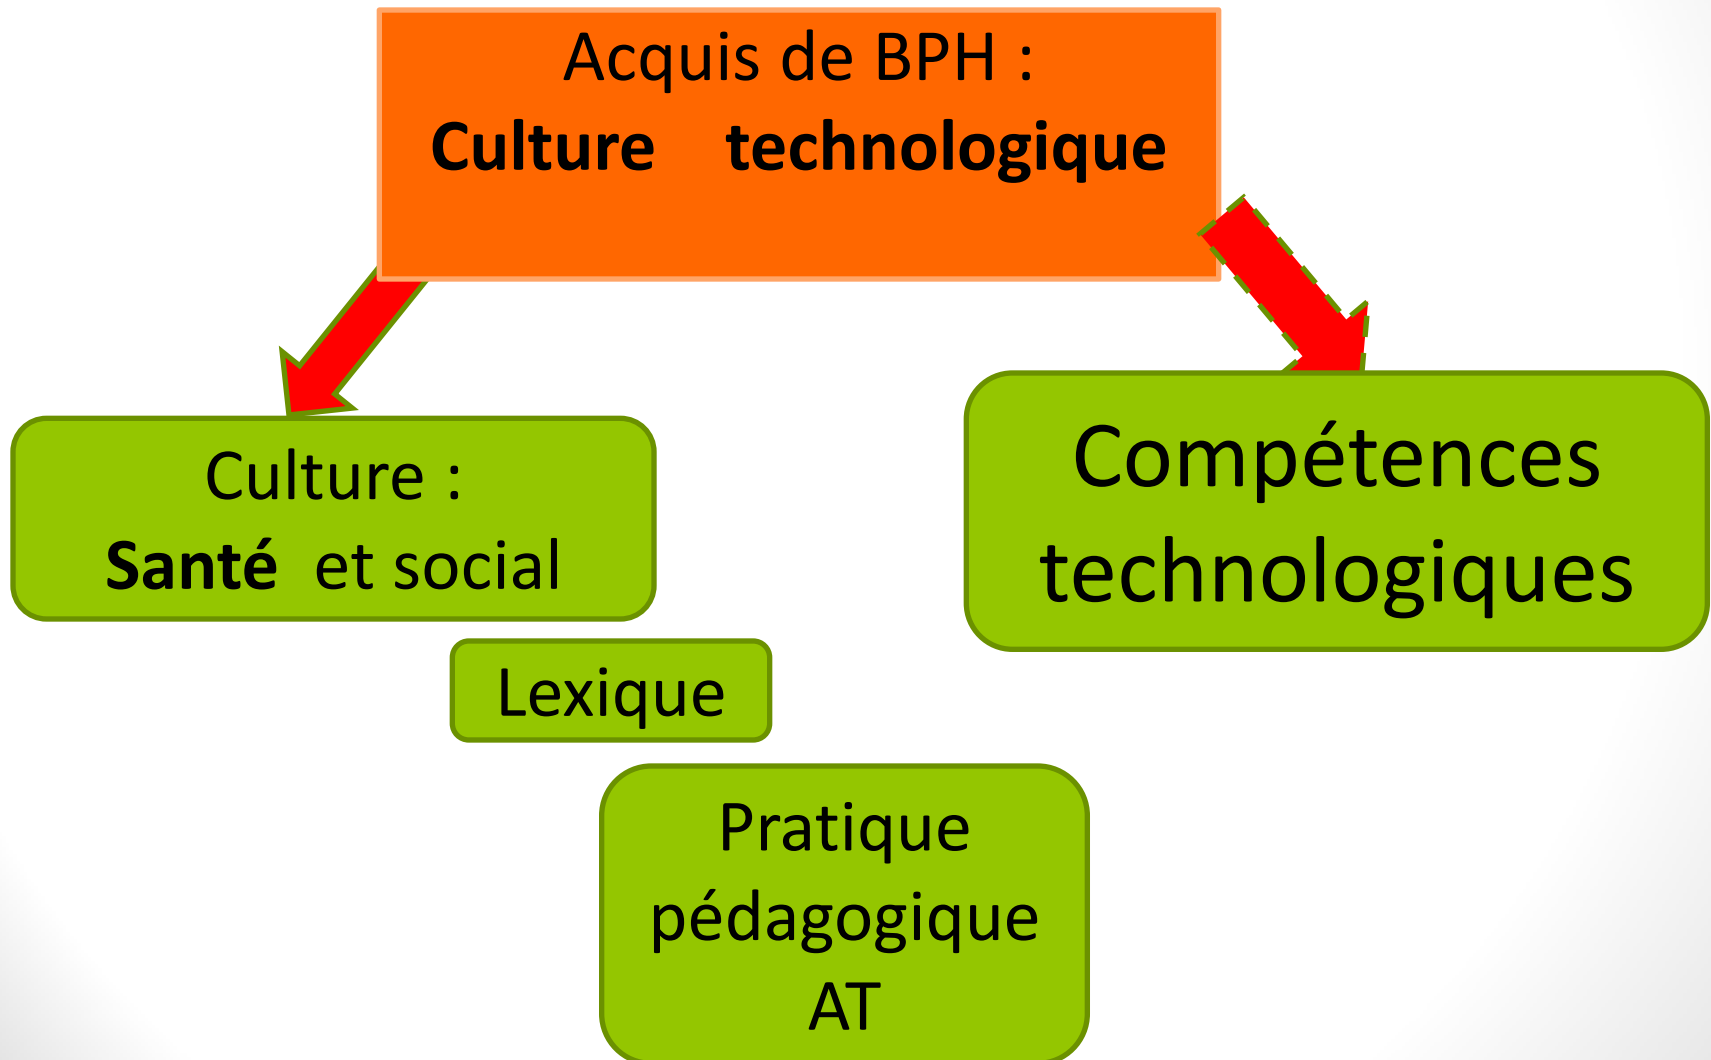 Acquis de BPH :
Culture technologique
Culture :
Santé et social
Compétences
technologiques
Lexique
Pratique
pédagogique
AT